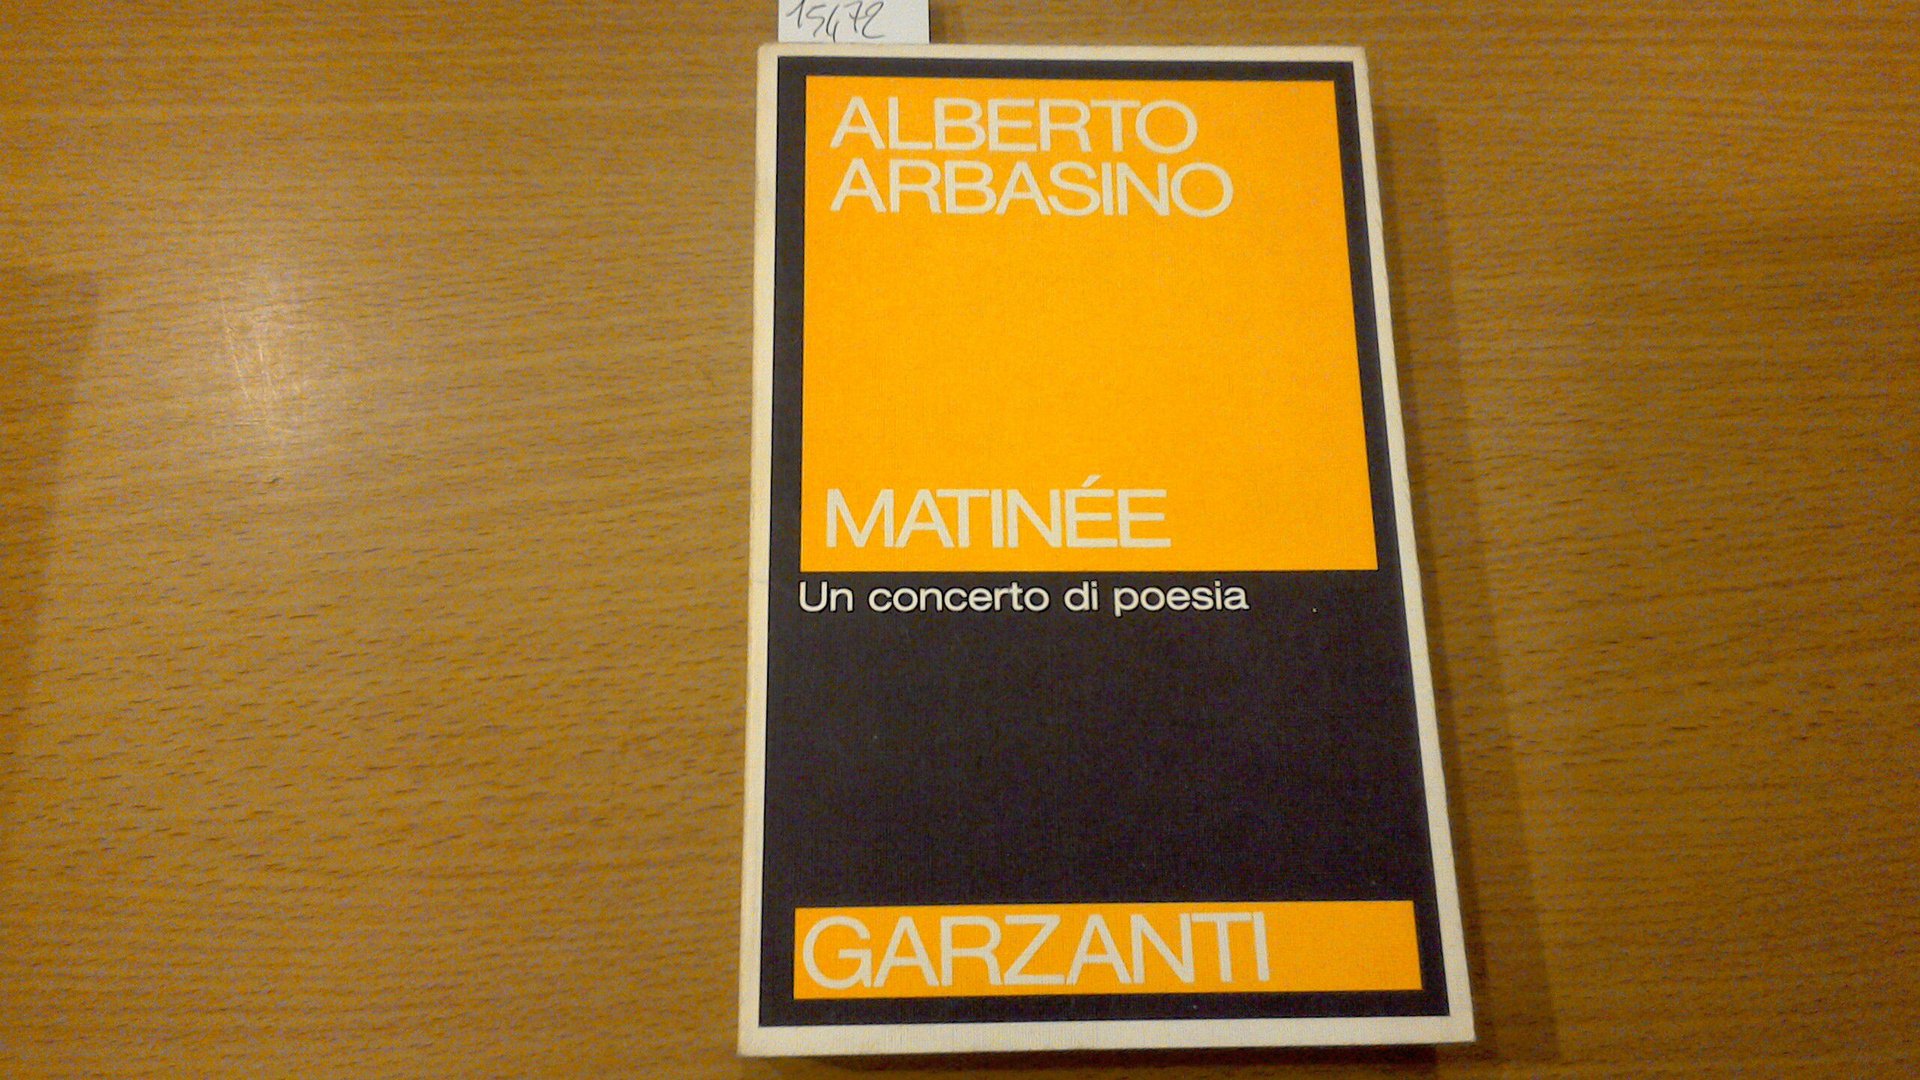 15472
ALBERTO
ARBASINO
MATINÉE
Un concerto di poesia
GARZANTI